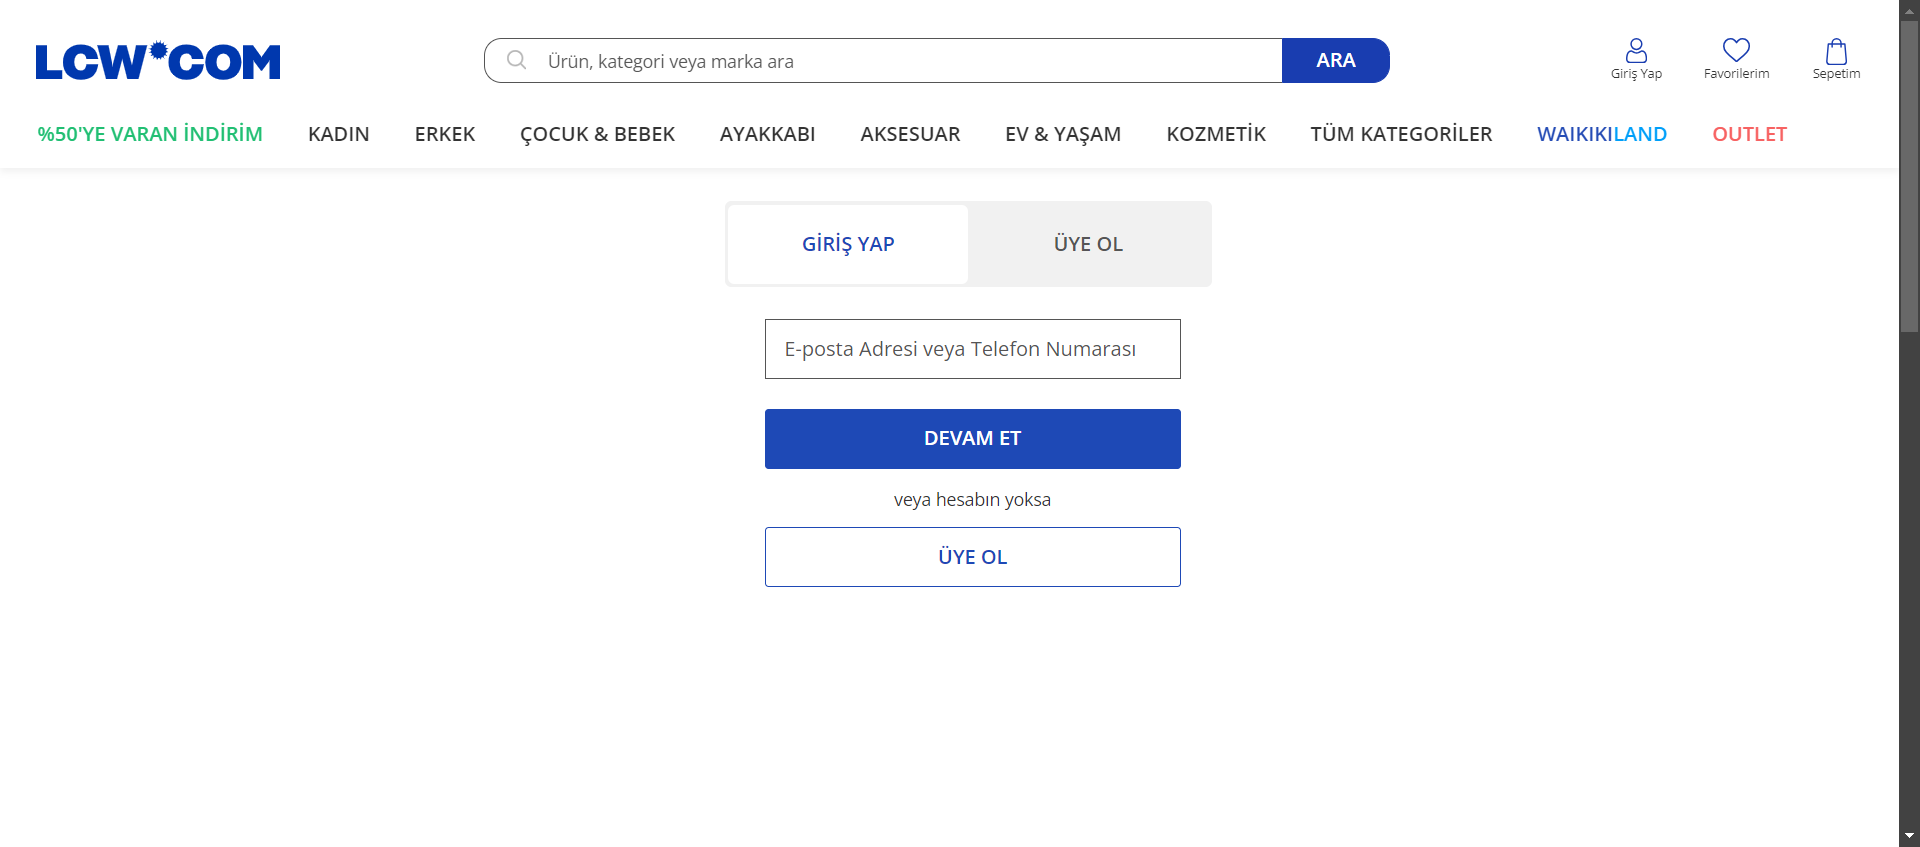 LCW COM
Ürün, kategori veya marka ara
ARA
Giriş Yap
Favorilerim
Sepetim
%50'YE VARAN İNDİRİM
KADIN
ERKEK
ÇOCUK & BEBEK
AYAKKABI
AKSESUAR
EV & YAŞAM
KOZMETİK
TÜM KATEGORİLER
WAIKIKILAND
OUTLET
GİRİŞ YAP
ÜYE OL
E-posta Adresi veya Telefon Numarası
DEVAM ET
veya hesabın yoksa
ÜYE OL